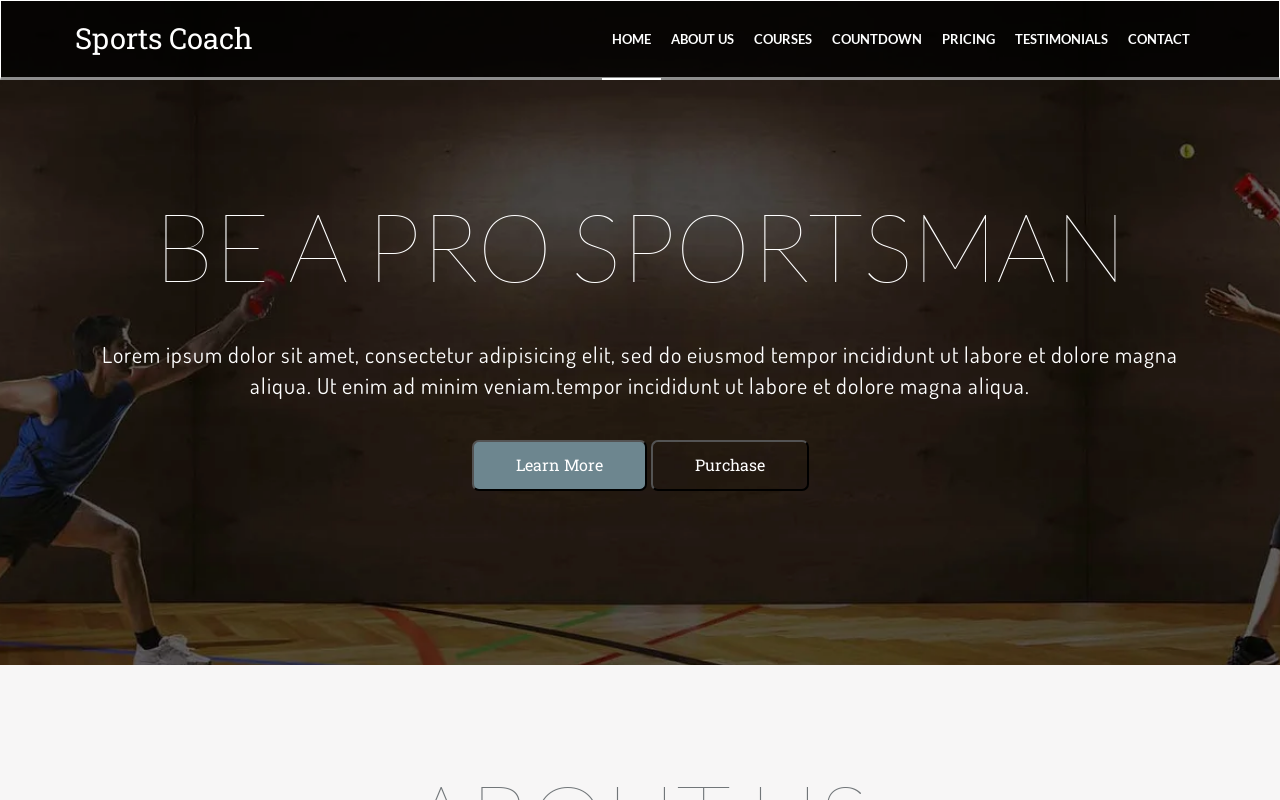 Sports Coach
HOME ABOUT US COURSES COUNTDOWN PRICING TESTIMONIALS CONTACT
BE A PRO SPORTSMAN
Lorem ipsum dolor sit amet, consectetur adipisicing elit, sed do eiusmod tempor incididunt ut labore et dolore magna
aliqua. Ut enim ad minim veniam.tempor incididunt ut labore et dolore magna aliqua.
Learn More Purchase
ABOUT US